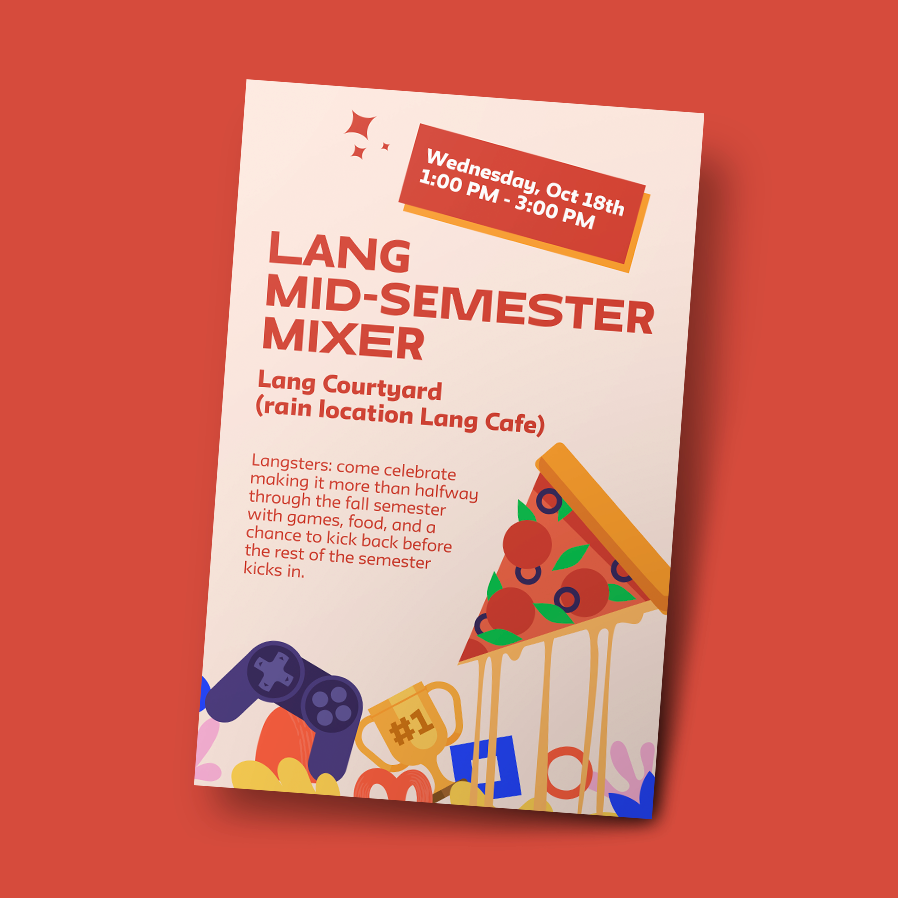 Wednesday, Oct 18th
1:00 PM - 3:00 PM
LANG
MID-SEMESTER
MIXER
Lang Courtyard
(rain location Lang Cafe)
Langsters: come celebrate
making it more than halfway
through the fall semester
with games, food, and a
chance to kick back before
the rest of the semester
kicks in.
#1